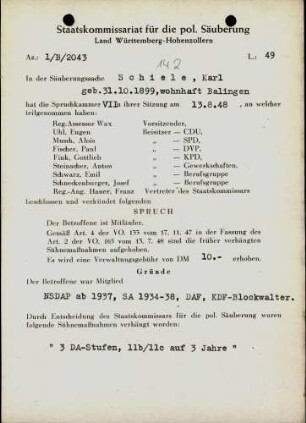 Staatskommissariat für die pol. Säuberung
Land Württemberg-Hohenzollern
Az.: 1/B/2043
L.: 49
142
In der Säuberungssache Schiele, Karl
geb.31.10.1899,wohnhaft Balingen
hat die Spruchkammer VII in ihrer Sitzung am 13.8.48 , an welcher
teilgenommen haben:
Reg.Assessor Wax Vorsitzender,
Uhl, Eugen Beisitzer — CDU,
Munch, Alois „ — SPD,
Fischer, Paul „ — DVP,
Fink, Gottlich „ — KPD,
Steinacher, Anton „ — Gewerkschaften.
Schwarz, Emil „ — Berufsgruppe
Schneckenburger, Josef „ — Berufsgruppe
Reg.-Ang. Haner, Franz Vertreter des Staatskommissars
beschlossen und verkündet folgenden
SPRUCH
Der Betroffene ist Mitläufer,
Gemäß Art. 4 der VO. 133 vom 17. 11. 47 in der Fassung des
Art. 2 der VO. 165 vom 13. 7. 48 sind die früher verhängten
Sühnemaßnahmen aufgehoben.
Es wird eine Verwaltungsgebühr von DM 10.- erhoben.
Gründe
Der Betroffene war Mitglied
NSDAP ab 1937, SA 1934-38, DAF, KDF-Blockwalter.
Durch Entscheidung des Staatskommissars für die pol. Säuberung waren
folgende Sühnemaßnahmen verhängt worden:
" 3 DA-Stufen, 11b/11c auf 3 Jahre "